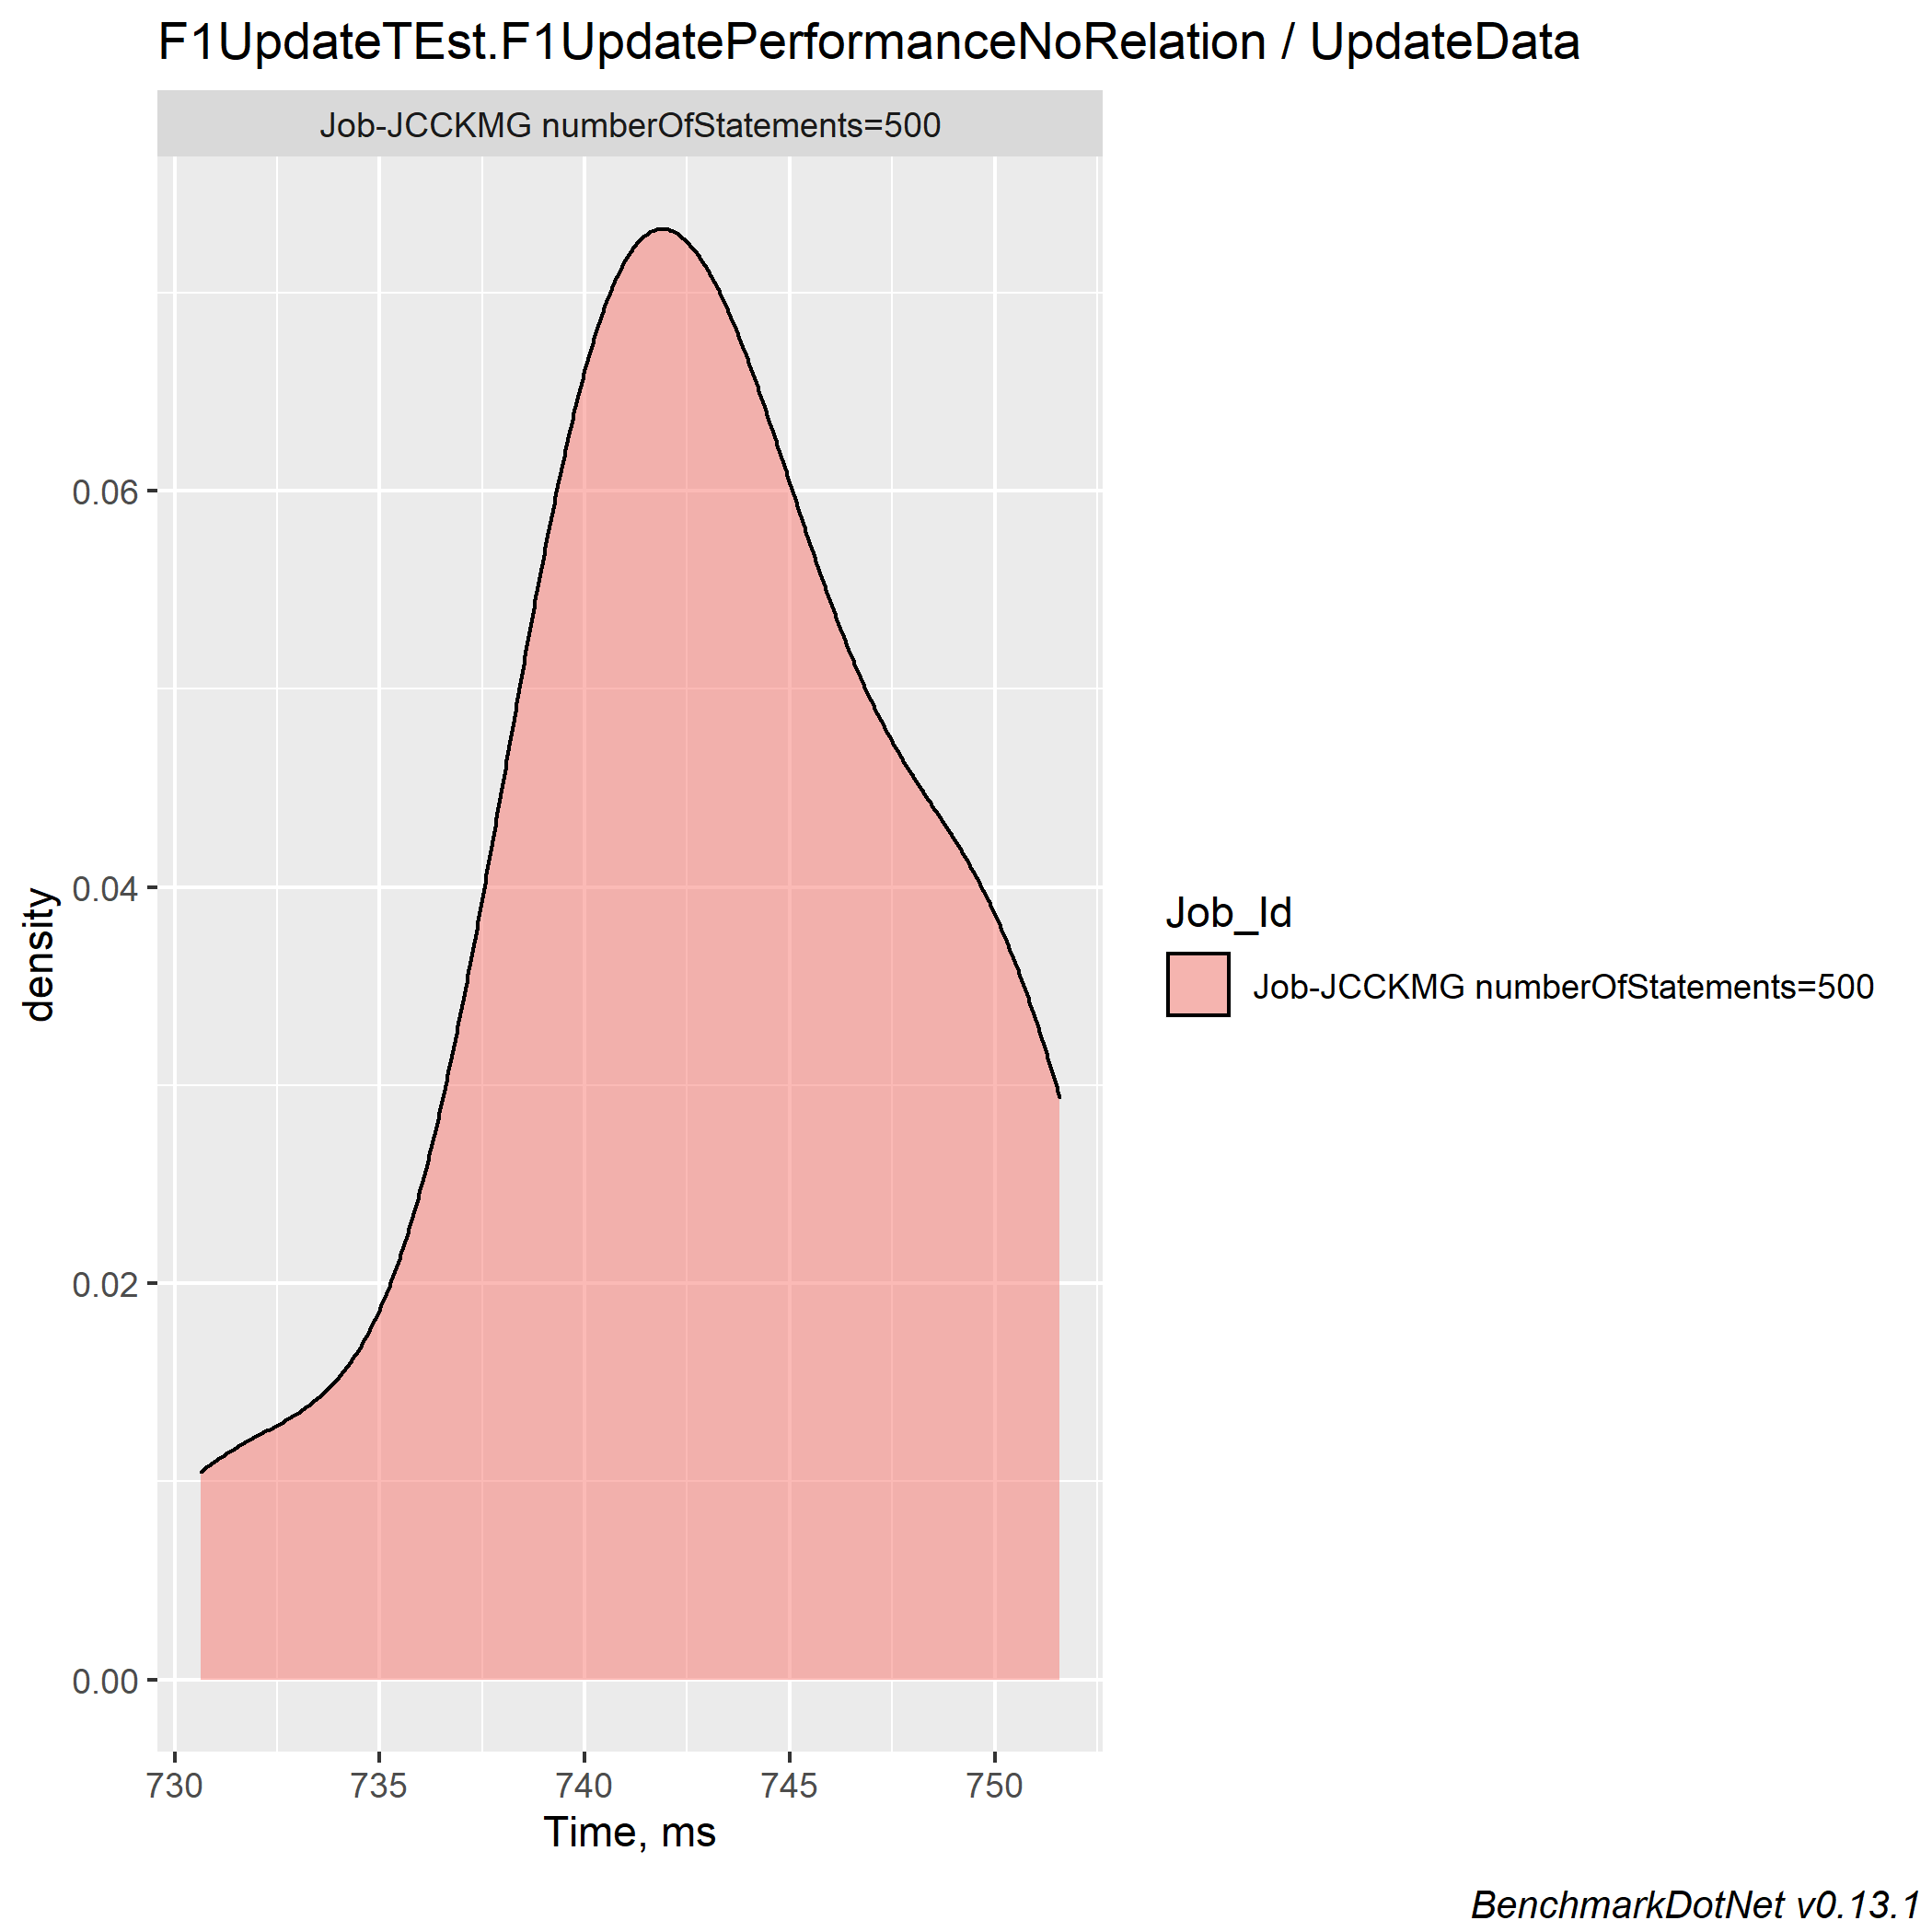 F1UpdateTEst.F1UpdatePerformanceNoRelation / UpdateData
Job-JCCKMG numberOfStatements=500
0.06
0.04
0.02
0.00
density
730 735 740 745 750
Time, ms
Job_Id
Job-JCCKMG numberOfStatements=500
BenchmarkDotNet v0.13.1